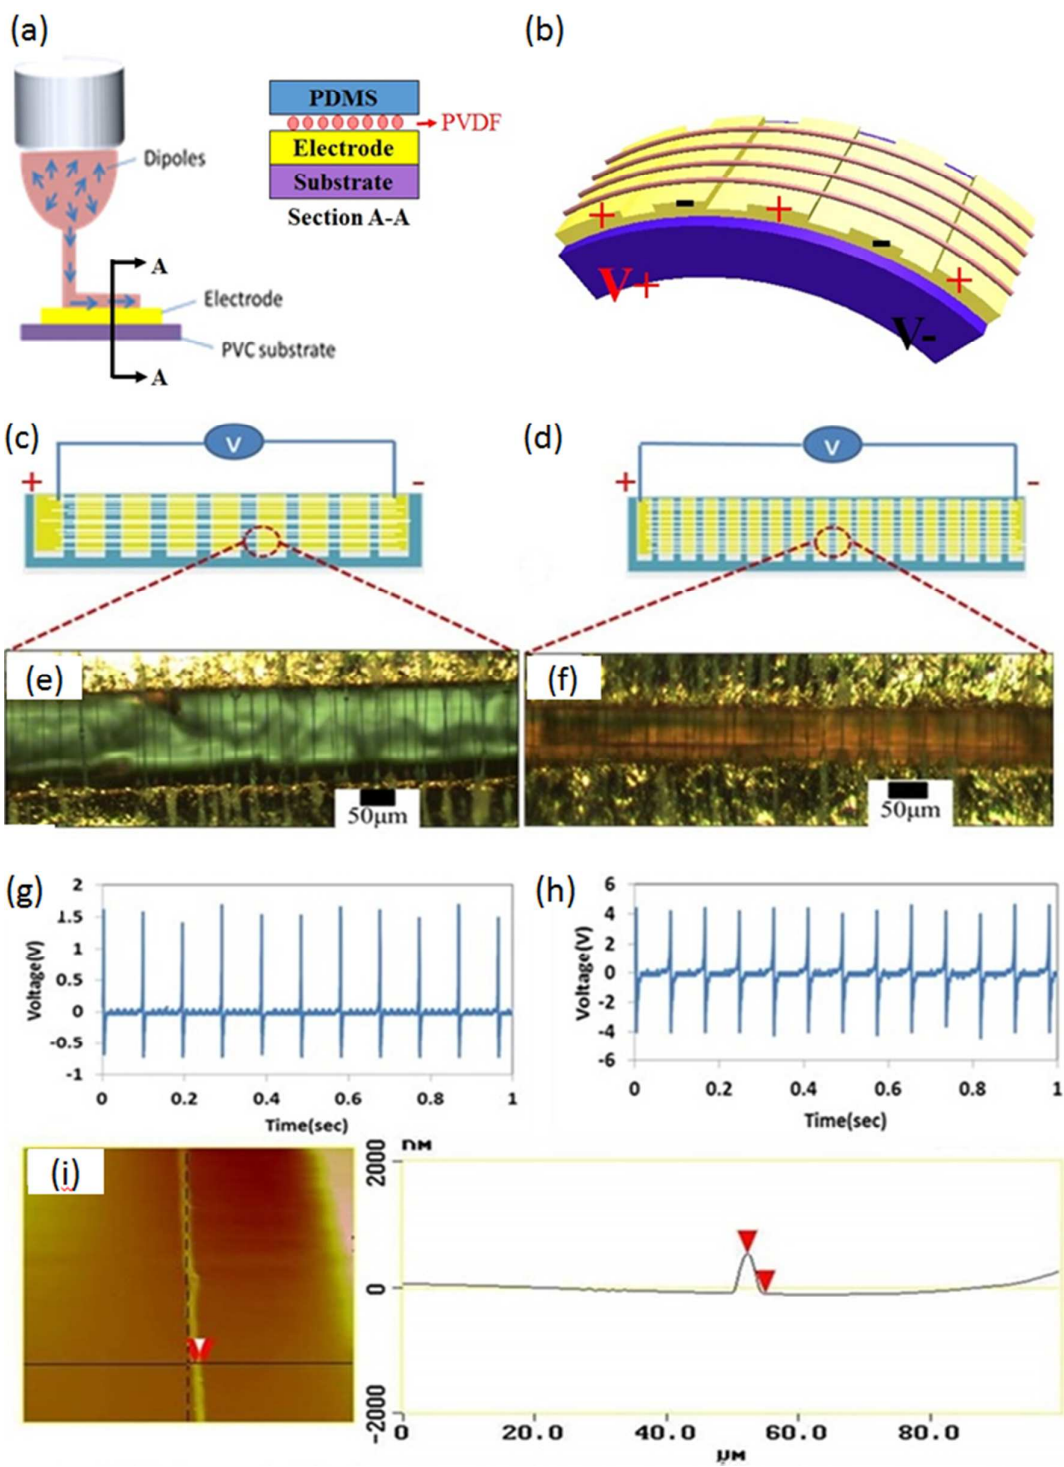 (a)
Dipoles
A
Electrode
PVC substrate
A
PDMS
PVDF
Electrode
Substrate
Section A-A
(b)
+ - + - +
V+
V-
(c)
V
+ -
(d)
V
+ -
(e)
50μm
(f)
50μm
(g)
2
1.5
1
0.5
0
-0.5
-1
Voltage(V)
0 0.2 0.4 0.6 0.8 1
Time(sec)
(h)
6
4
2
0
-2
-4
-6
Voltage(V)
0 0.2 0.4 0.6 0.8 1
Time(sec)
(i)
nM
2000
0
-2000
0 20.0 40.0 60.0 80.0
μM